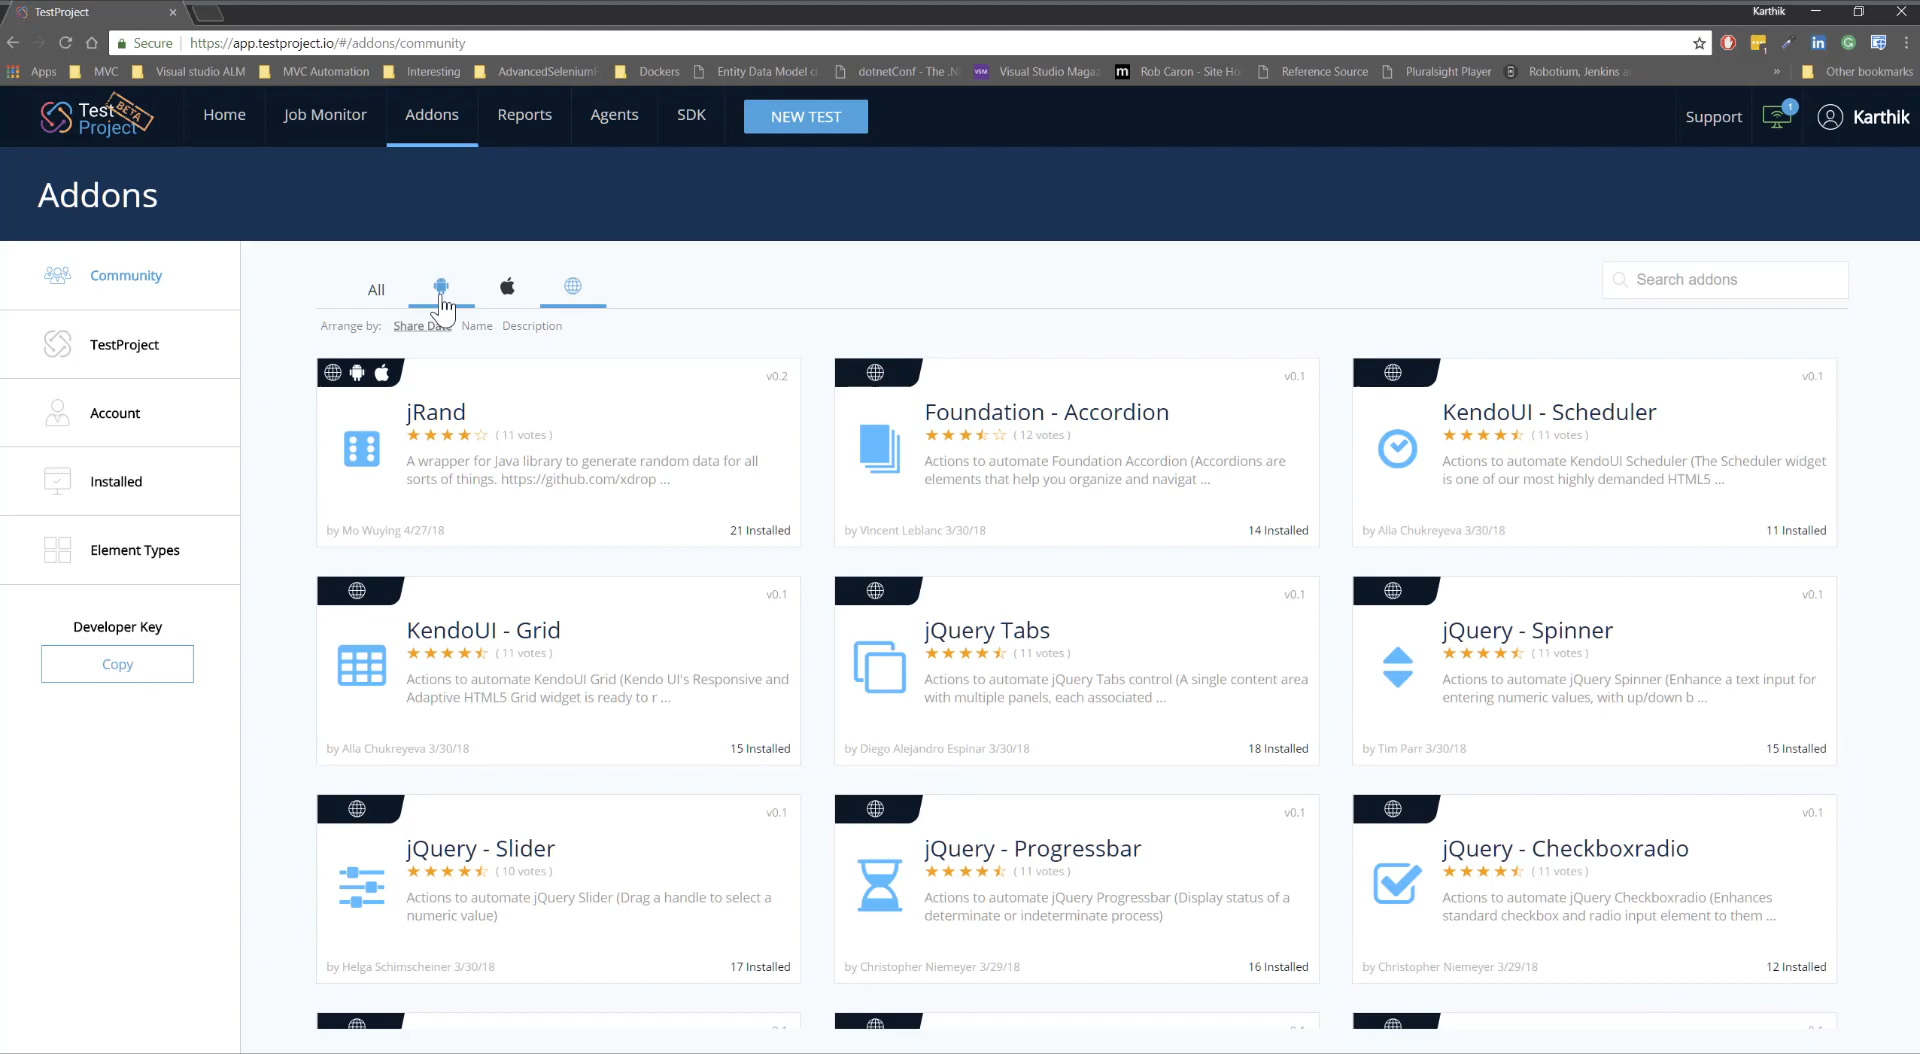 TestProject
Karthik
Secure
https://app.testproject.io/#/addons/community
Apps MVC Visual studio ALM MVC Automation Interesting AdvancedSelenium Dockers Entity Data Model dotnetConf - The Visual Studio Magaz Rob Caron - Site Ho Reference Source Pluralsight Player Robotium, Jenkins » Other bookmarks
Test Project BETA
Home
Job Monitor
Addons
Reports
Agents
SDK
NEW TEST
Support
1
Karthik
Addons
Community
TestProject
Account
Installed
Element Types
Developer Key
Copy
All
Search addons
Arrange by: Share Date Name Description
v0.2
jRand
( 11 votes )
A wrapper for Java library to generate random data for all
sorts of things. https://github.com/xdrop ...
by Mo Wuying 4/27/18
21 Installed
v0.1
Foundation - Accordion
( 12 votes )
Actions to automate Foundation Accordion (Accordions are
elements that help you organize and navigat ...
by Vincent Leblanc 3/30/18
14 Installed
v0.1
KendoUI - Scheduler
( 11 votes )
Actions to automate KendoUI Scheduler (The Scheduler widget
is one of our most highly demanded HTML5 ...
by Alla Chukreyeva 3/30/18
11 Installed
v0.1
KendoUI - Grid
( 11 votes )
Actions to automate KendoUI Grid (Kendo UI's Responsive and
Adaptive HTML5 Grid widget is ready to r ...
by Alla Chukreyeva 3/30/18
15 Installed
v0.1
jQuery Tabs
( 11 votes )
Actions to automate jQuery Tabs control (A single content area
with multiple panels, each associated ...
by Diego Alejandro Espinar 3/30/18
18 Installed
v0.1
jQuery - Spinner
( 11 votes )
Actions to automate jQuery Spinner (Enhance a text input for
entering numeric values, with up/down b ...
by Tim Parr 3/30/18
15 Installed
v0.1
jQuery - Slider
( 10 votes )
Actions to automate jQuery Slider (Drag a handle to select a
numeric value)
by Helga Schimscheiner 3/30/18
17 Installed
v0.1
jQuery - Progressbar
( 11 votes )
Actions to automate jQuery Progressbar (Display status of a
determinate or indeterminate process)
by Christopher Niemeyer 3/29/18
16 Installed
v0.1
jQuery - Checkboxradio
( 11 votes )
Actions to automate jQuery Checkboxradio (Enhances
standard checkbox and radio input element to them ...
by Christopher Niemeyer 3/29/18
12 Installed